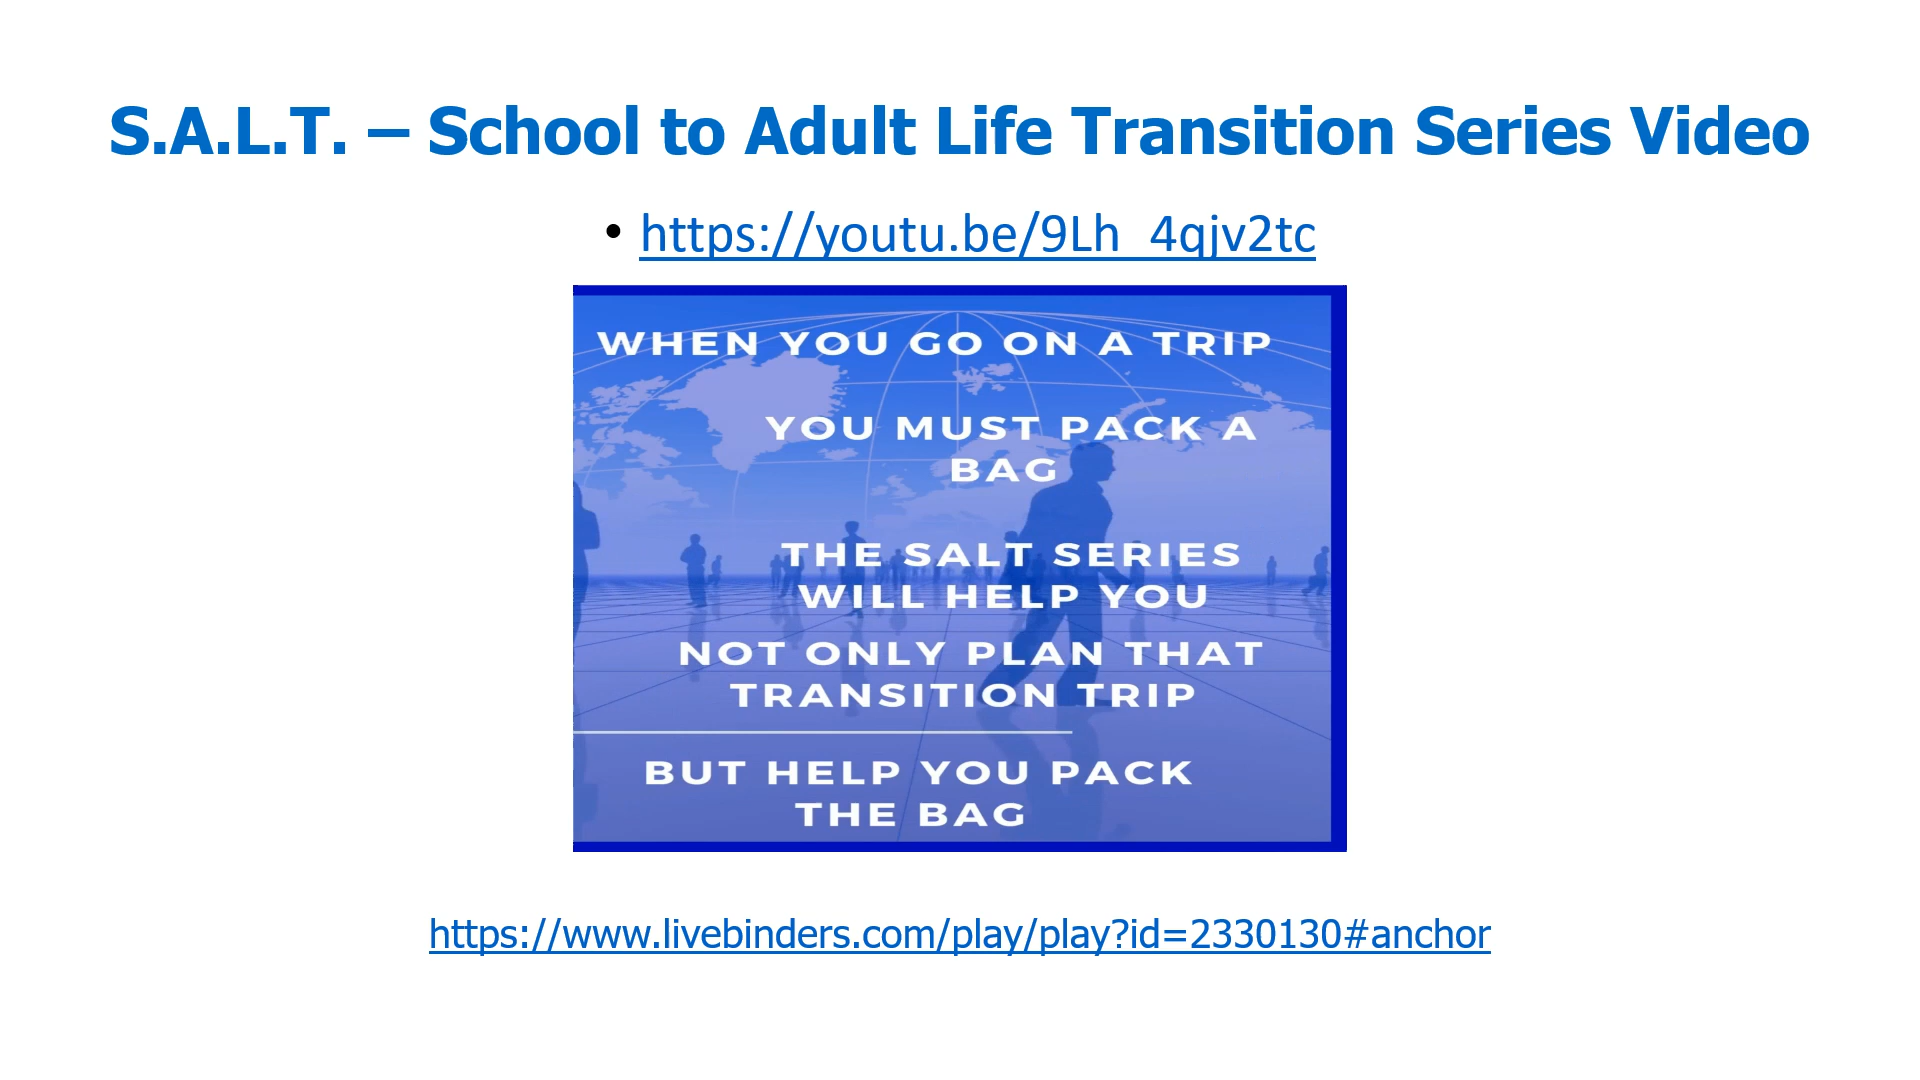 S.A.L.T. – School to Adult Life Transition Series Video
• https://youtu.be/9Lh_4qjv2tc
WHEN YOU GO ON A TRIP
YOU MUST PACK A
BAG
THE SALT SERIES
WILL HELP YOU
NOT ONLY PLAN THAT
TRANSITION TRIP
BUT HELP YOU PACK
THE BAG
https://www.livebinders.com/play/play?id=2330130#anchor